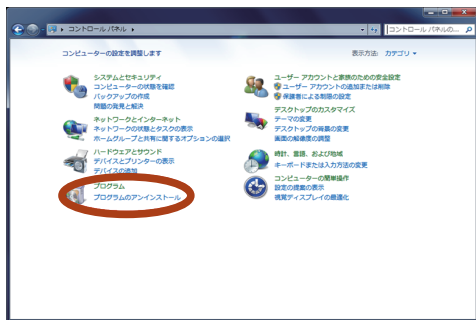 コントロール パネル
コントロール パネルの...
コンピューターの設定を調整します
表示方法: カテゴリ
システムとセキュリティ
コンピューターの状態を確認
バックアップの作成
問題の発見と解決
ネットワークとインターネット
ネットワークの状態とタスクの表示
ホームグループと共有に関するオプションの選択
ハードウェアとサウンド
デバイスとプリンターの表示
デバイスの追加
プログラム
プログラムのアンインストール
ユーザー アカウントと家族のための安全設定
ユーザー アカウントの追加または削除
保護者による制限の設定
デスクトップのカスタマイズ
テーマの変更
デスクトップの背景の変更
画面の解像度の調整
時計、言語、および地域
キーボードまたは入力方法の変更
コンピューターの簡単操作
設定の提案の表示
視覚ディスプレイの最適化